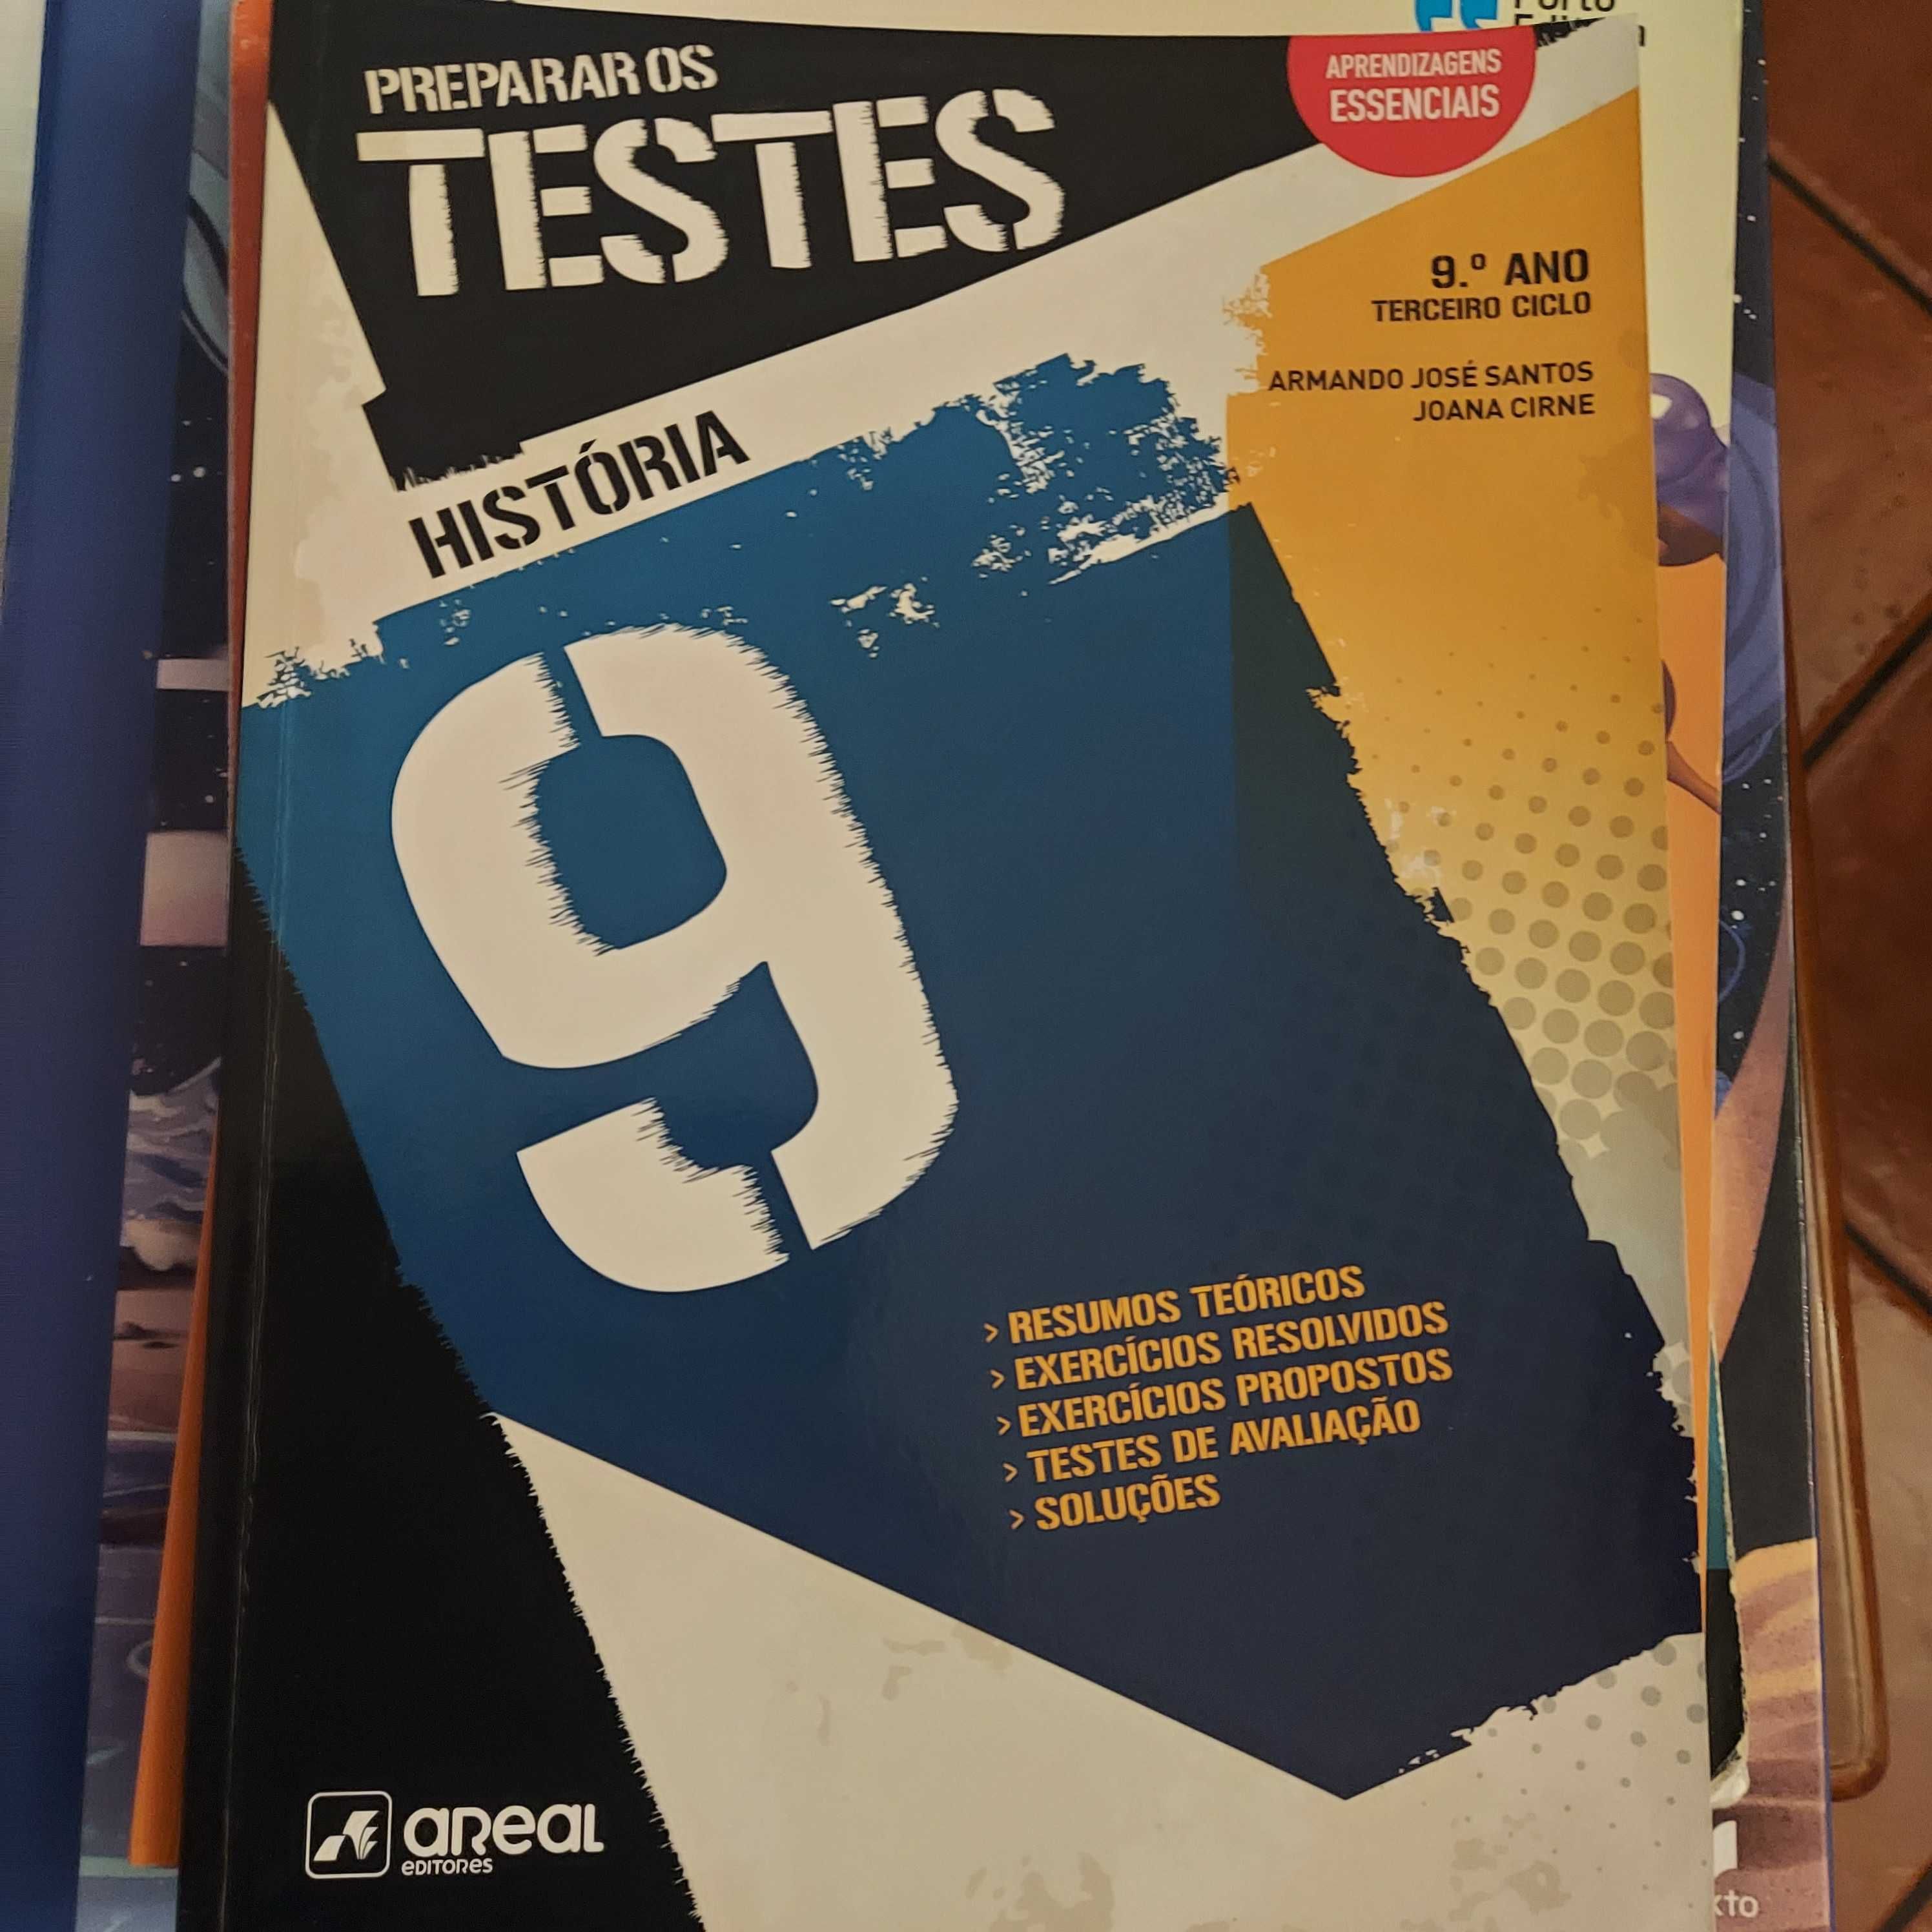 Porto
PREPARAR OS
TESTES
APRENDIZAGENS
ESSENCIAIS
9.º ANO
TERCEIRO CICLO
ARMANDO JOSÉ SANTOS
JOANA CIRNE
HISTÓRIA
9
> RESUMOS TEÓRICOS
> EXERCÍCIOS RESOLVIDOS
> EXERCÍCIOS PROPOSTOS
> TESTES DE AVALIAÇÃO
> SOLUÇÕES
aReal
EDITORES